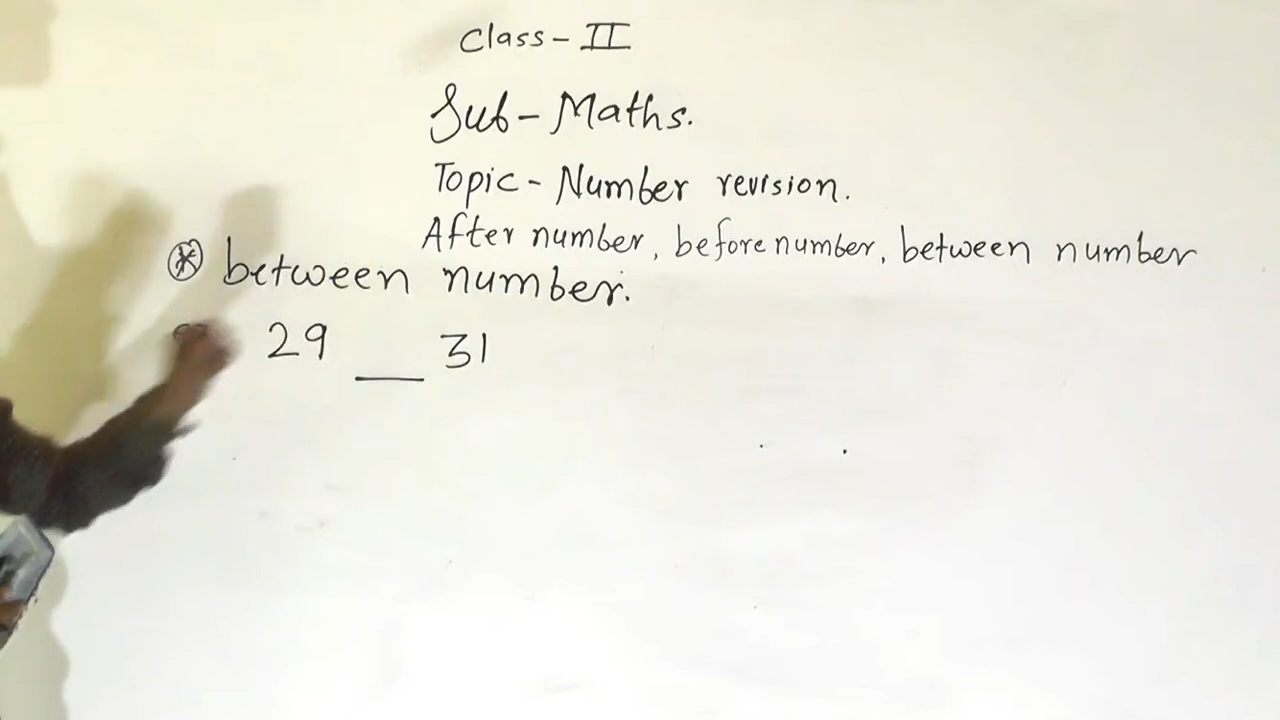 Class - II
Sub - Maths.
Topic - Number revision.
After number, before number, between number
* between number.
29 __ 31